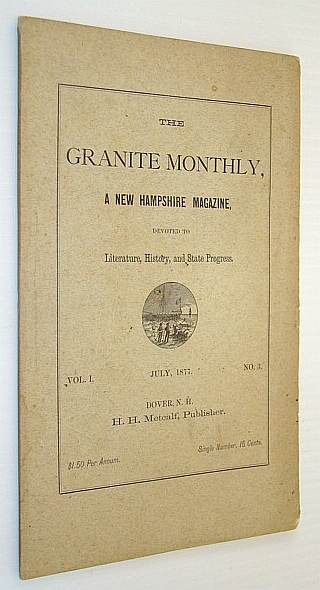 THE
GRANITE MONTHLY,
A NEW HAMPSHIRE MAGAZINE,
DEVOTED TO
Literature, History, and State Progress.
VOL. I. JULY, 1877. NO. 3.
DOVER, N. H.
H. H. Metcalf, Publisher.
$1.50 Per Annum. Single Number, 15 Cents.